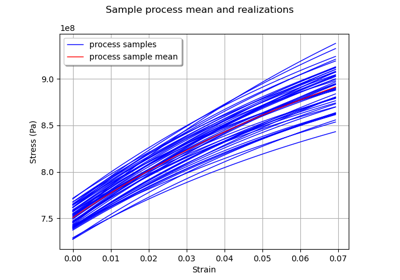 Sample process mean and realizations
1e8
process samples
process sample mean
9.0
8.5
8.0
7.5
Stress (Pa)
0.00 0.01 0.02 0.03 0.04 0.05 0.06 0.07
Strain